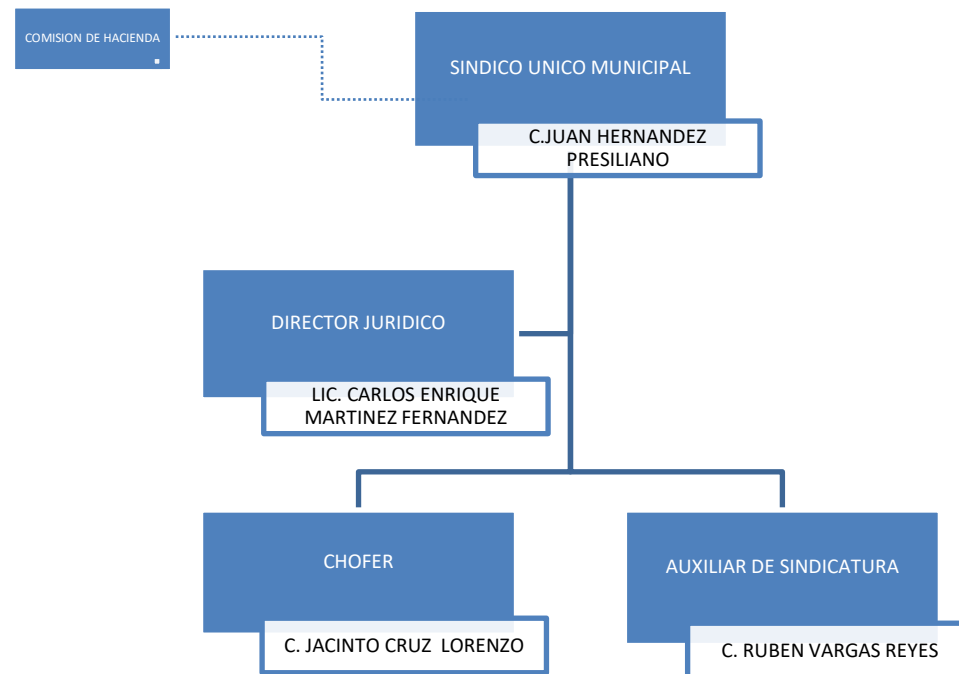 COMISION DE HACIENDA
SINDICO UNICO MUNICIPAL
C.JUAN HERNANDEZ
PRESILIANO
DIRECTOR JURIDICO
LIC. CARLOS ENRIQUE
MARTINEZ FERNANDEZ
CHOFER
C. JACINTO CRUZ  LORENZO
AUXILIAR DE SINDICATURA
C. RUBEN VARGAS REYES